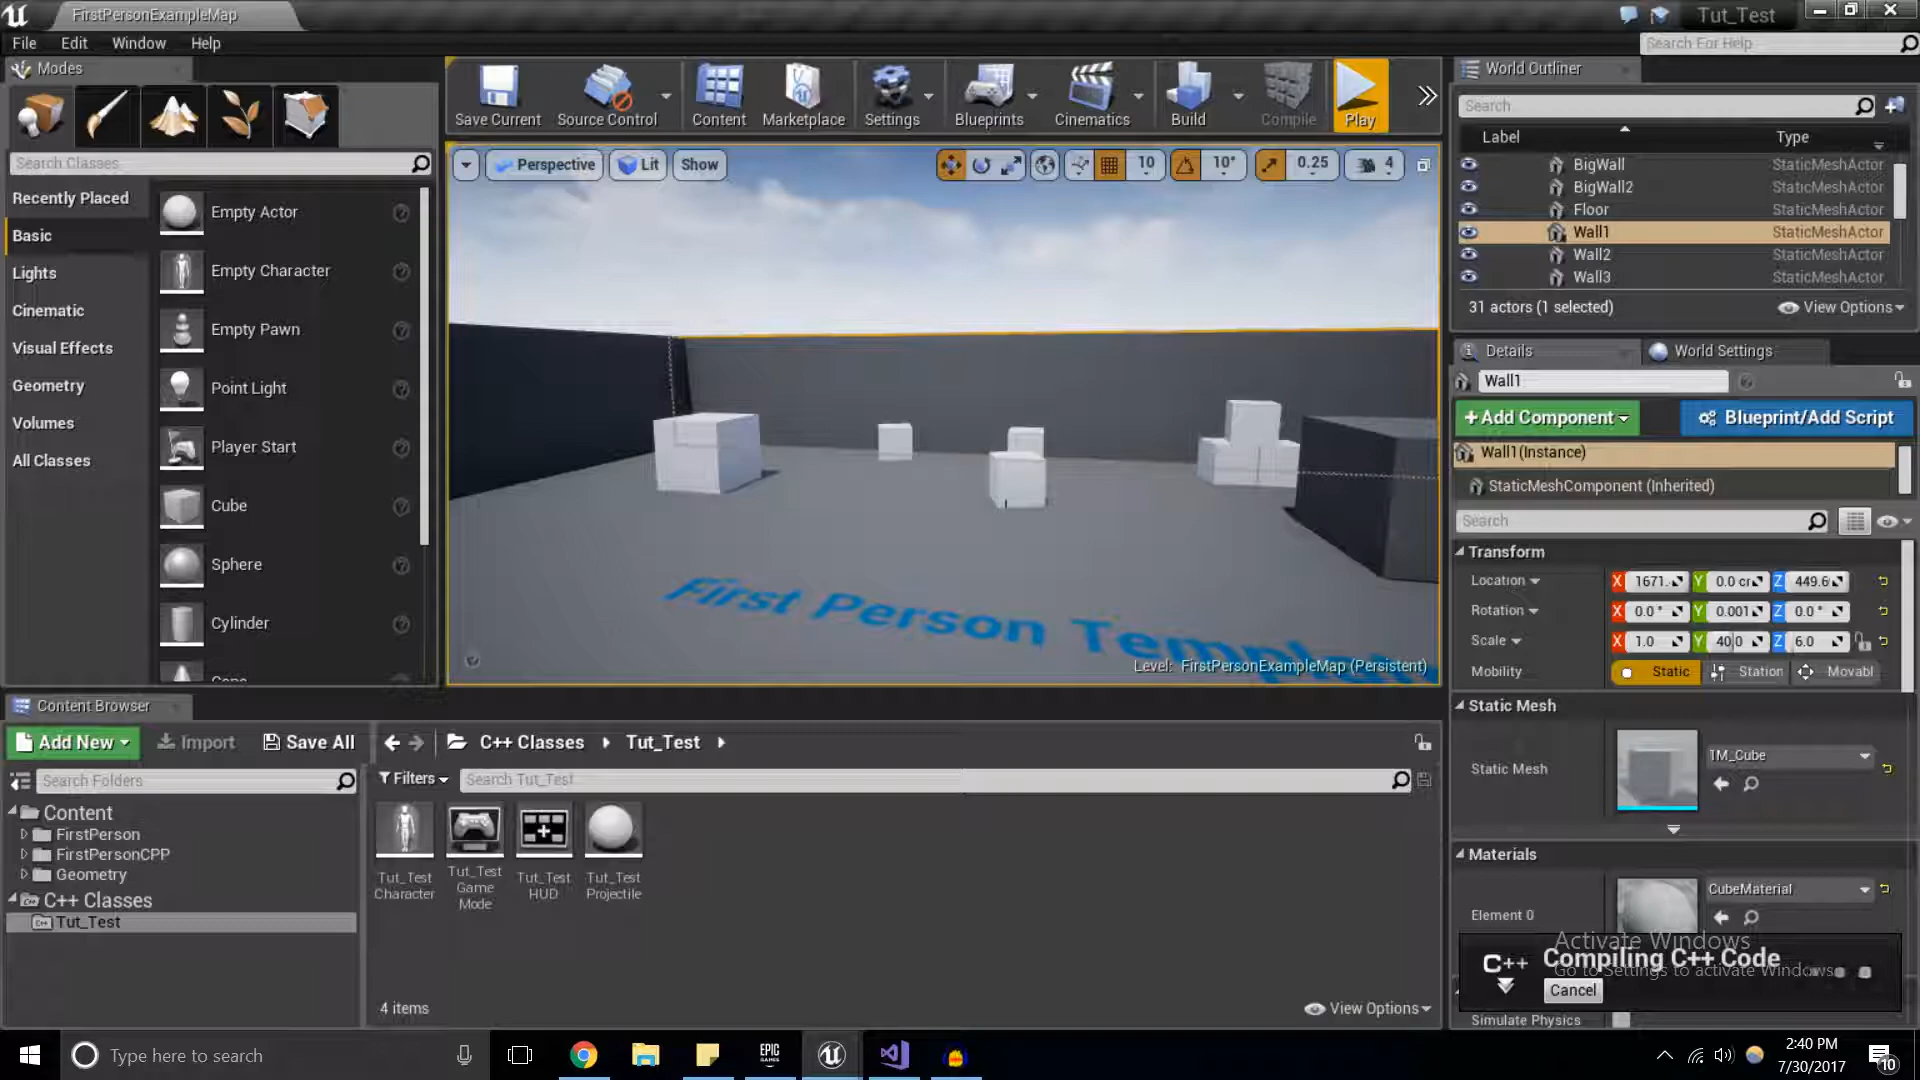 FirstPersonExampleMap
Tut_Test
File Edit Window Help
Search For Help
Modes
Search Classes
Recently Placed
Basic
Lights
Cinematic
Visual Effects
Geometry
Volumes
All Classes
Empty Actor
Empty Character
Empty Pawn
Point Light
Player Start
Cube
Sphere
Cylinder
Cone
Save Current
Source Control
Content
Marketplace
Settings
Blueprints
Cinematics
Build
Compile
Play
Perspective
Lit
Show
10
10°
0.25
4
First Person Template
Level: FirstPersonExampleMap (Persistent)
World Outliner
Search
Label
Type
BigWall StaticMeshActor
BigWall2 StaticMeshActor
Floor StaticMeshActor
Wall1 StaticMeshActor
Wall2 StaticMeshActor
Wall3 StaticMeshActor
31 actors (1 selected)
View Options
Details
World Settings
Wall1
+Add Component
Blueprint/Add Script
Wall1(Instance)
StaticMeshComponent (Inherited)
Search
Transform
Location X 1671. Y 0.0 cr Z 449.6
Rotation X 0.0 ° Y 0.001 Z 0.0 °
Scale X 1.0 Y 40.0 Z 6.0
Mobility Static Station Movabl
Static Mesh
Static Mesh
1M_Cube
Materials
Element 0
CubeMaterial
Activate Windows
Go to Settings to activate Windows.
C++
Compiling C++ Code
Cancel
Simulate Physics
Content Browser
Add New
Import
Save All
C++ Classes
Tut_Test
Search Folders
Filters
Search Tut_Test
Content
FirstPerson
FirstPersonCPP
Geometry
C++ Classes
Tut_Test
Tut_Test
Character
Tut_Test
Game
Mode
Tut_Test
HUD
Tut_Test
Projectile
4 items
View Options
Type here to search
EPIC
GAMES
2:40 PM
7/30/2017
10